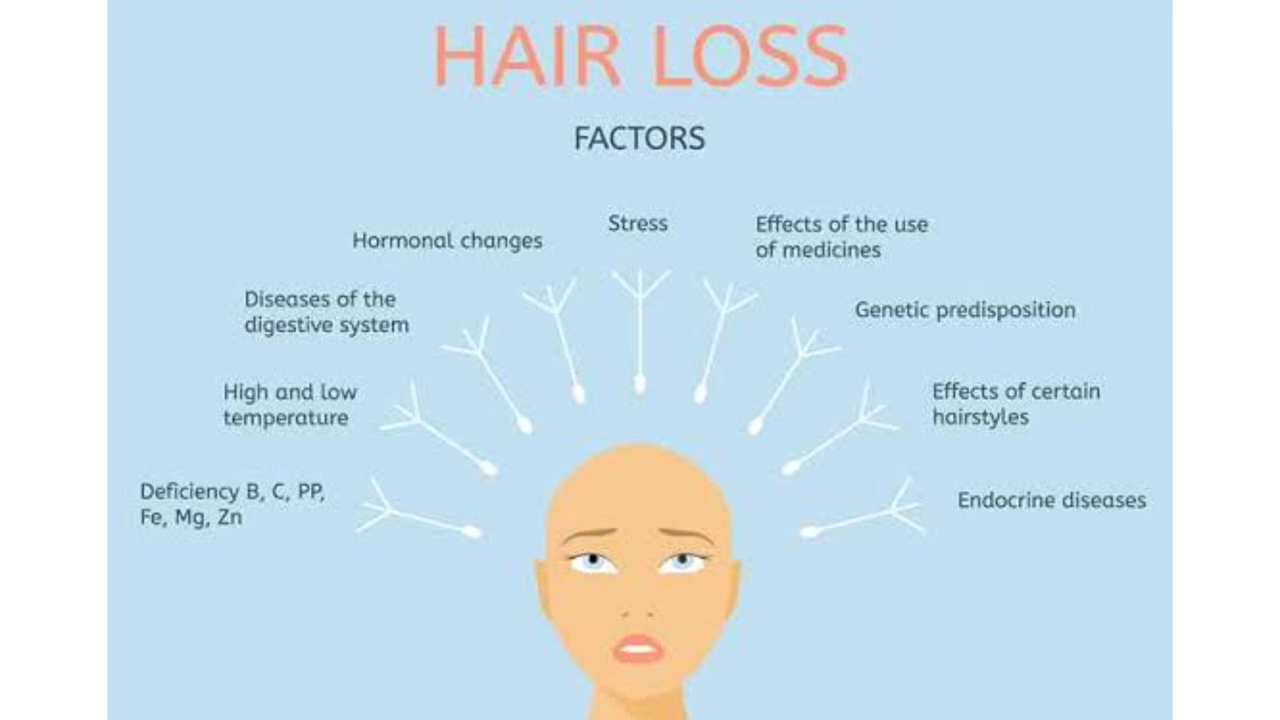 HAIR LOSS
FACTORS
Stress
Effects of the use
of medicines
Hormonal changes
Diseases of the
digestive system
Genetic predisposition
High and low
temperature
Effects of certain
hairstyles
Deficiency B, C, PP,
Fe, Mg, Zn
Endocrine diseases